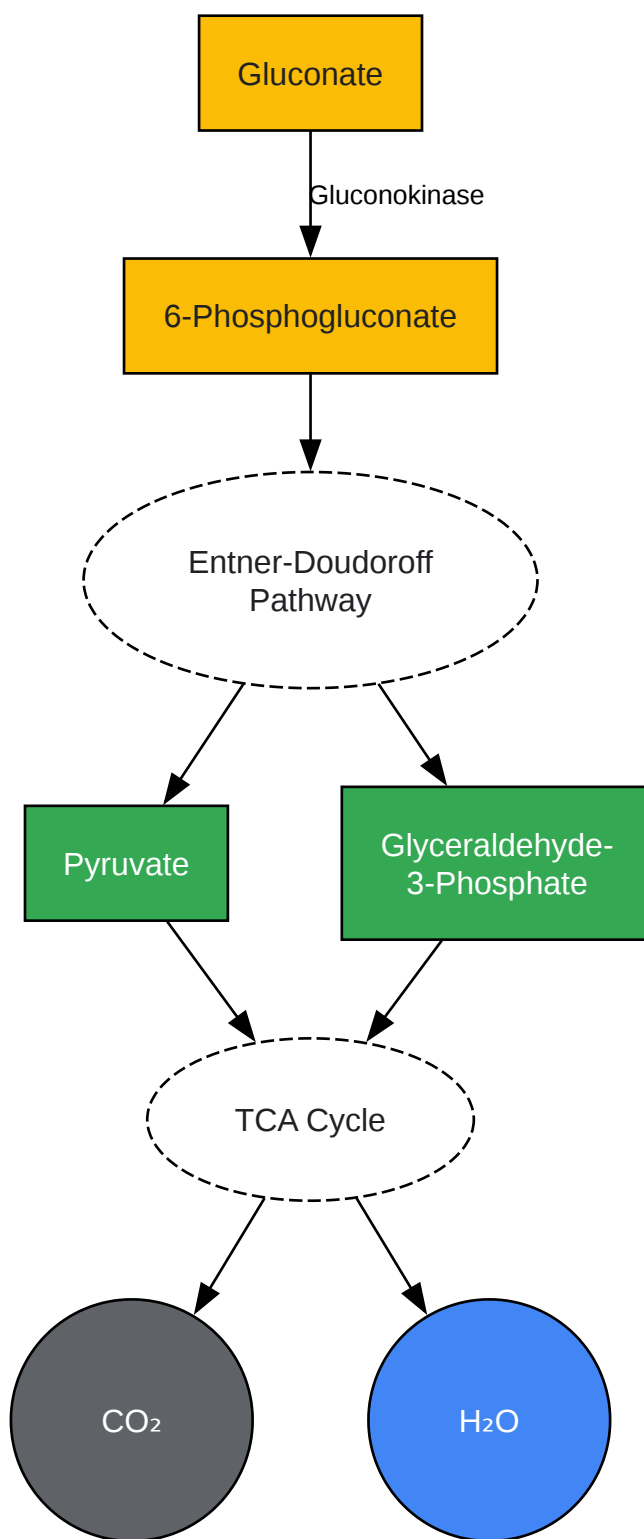 Gluconate
Gluconokinase
6-Phosphogluconate
Entner-Doudoroff
Pathway
Pyruvate
Glyceraldehyde-
3-Phosphate
TCA Cycle
CO₂
H₂O